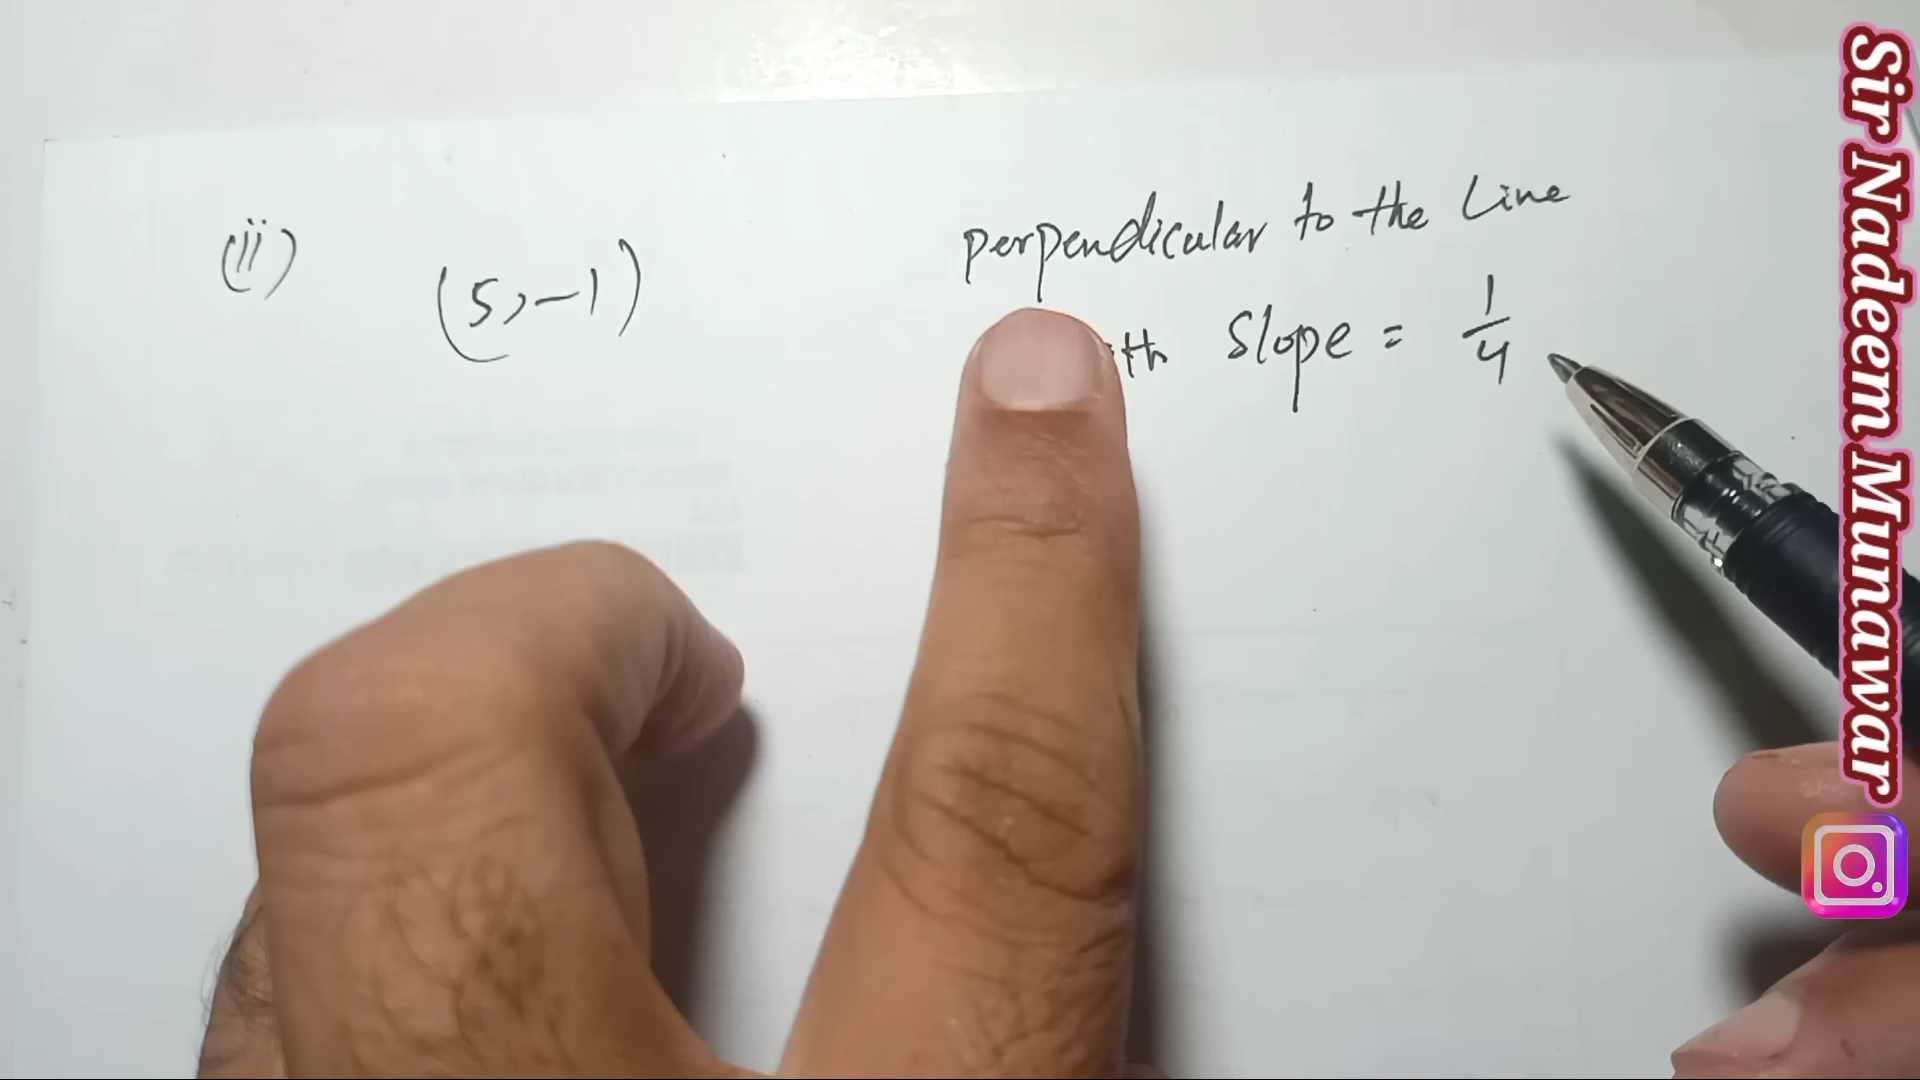 (ii)
(5, -1)
perpendicular to the Line
Slope = 1/4
Sir Nadeem Munawar